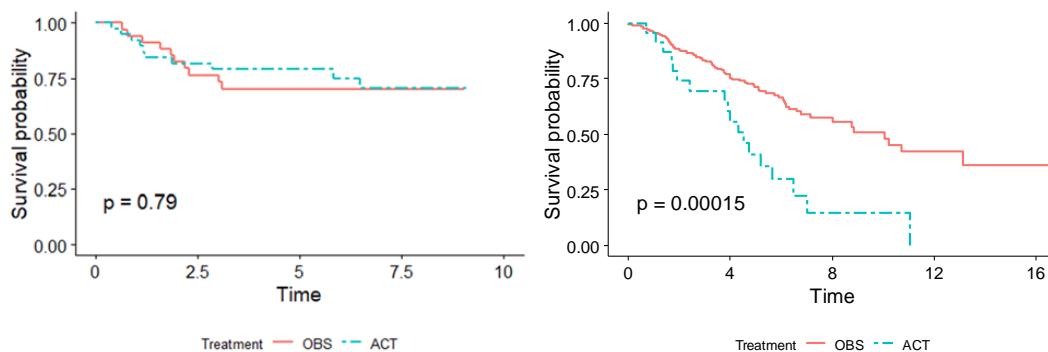 1.00
0.75
0.50
0.25
0.00
Survival probability
p = 0.79
0 2.5 5 7.5 10
Time
Treatment OBS ACT
1.00
0.75
0.50
0.25
0.00
Survival probability
p = 0.00015
0 4 8 12 16
Time
Treatment OBS ACT